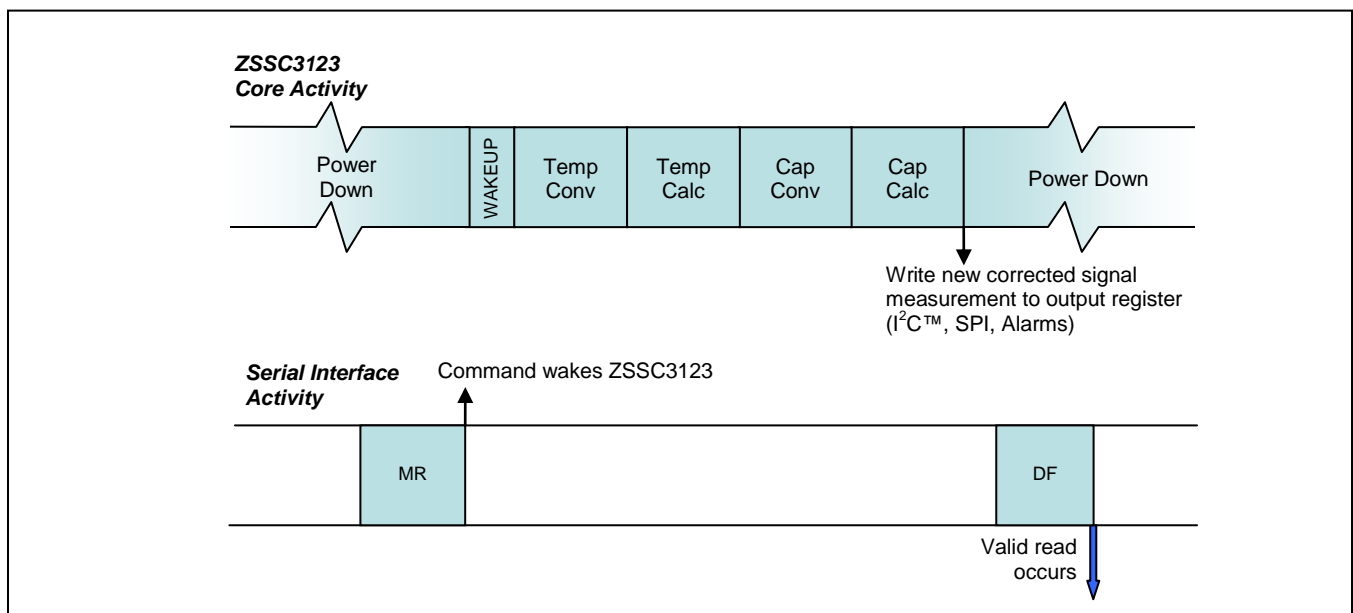 ZSSC3123
Core Activity
Power
Down
WAKEUP
Temp
Conv
Temp
Calc
Cap
Conv
Cap
Calc
Power Down
Write new corrected signal
measurement to output register
(I²C™, SPI, Alarms)
Serial Interface
Activity
Command wakes ZSSC3123
MR
DF
Valid read
occurs